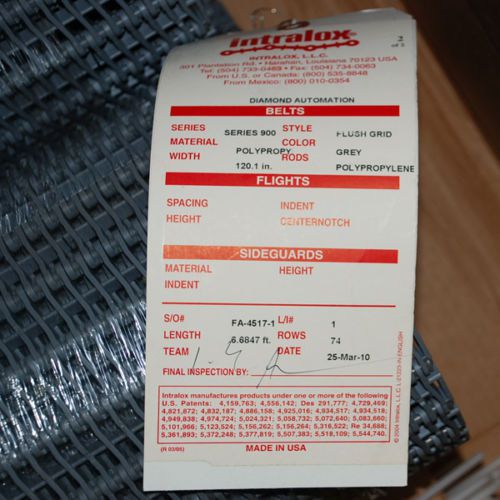 intralox®
INTRALOX, L.L.C.
301 Plantation Rd. • Harahan, Louisiana 70123 USA
Tel: (504) 733-0463 • Fax: (504) 734-0063
From U.S. or Canada: (800) 535-8848
From Mexico: (800) 010-0354
DIAMOND AUTOMATION
BELTS
SERIES SERIES 900 STYLE FLUSH GRID
MATERIAL POLYPROPY COLOR GREY
WIDTH 120.1 in. RODS POLYPROPYLENE
FLIGHTS
SPACING INDENT
HEIGHT CENTERNOTCH
SIDEGUARDS
MATERIAL HEIGHT
INDENT
S/O# FA-4517-1 L/I# 1
LENGTH 6.6847 ft. ROWS 74
TEAM DATE 25-Mar-10
FINAL INSPECTION BY:
Intralox manufactures products under one or more of the following
U.S. Patents: 4,159,763; 4,556,142; Des 291,777; 4,729,469;
4,821,872; 4,832,187; 4,886,158; 4,925,016; 4,934,517; 4,934,518;
4,949,838; 4,974,724; 5,024,321; 5,058,732; 5,072,640; 5,083,660;
5,101,966; 5,123,524; 5,156,262; 5,156,264; 5,316,522; Re 34,688;
5,361,893; 5,372,248; 5,377,819; 5,507,383; 5,518,109; 5,544,740.
(R 03/05) MADE IN USA
© 2004 Intralox, L.L.C. L-21223-IN ENGLISH